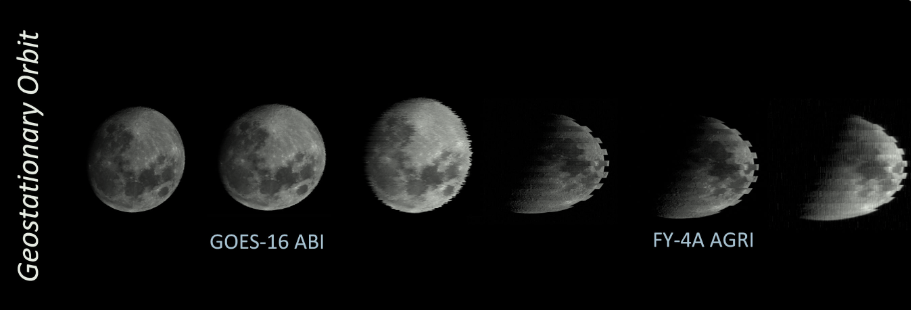 Geostationary Orbit
GOES-16 ABI
FY-4A AGRI